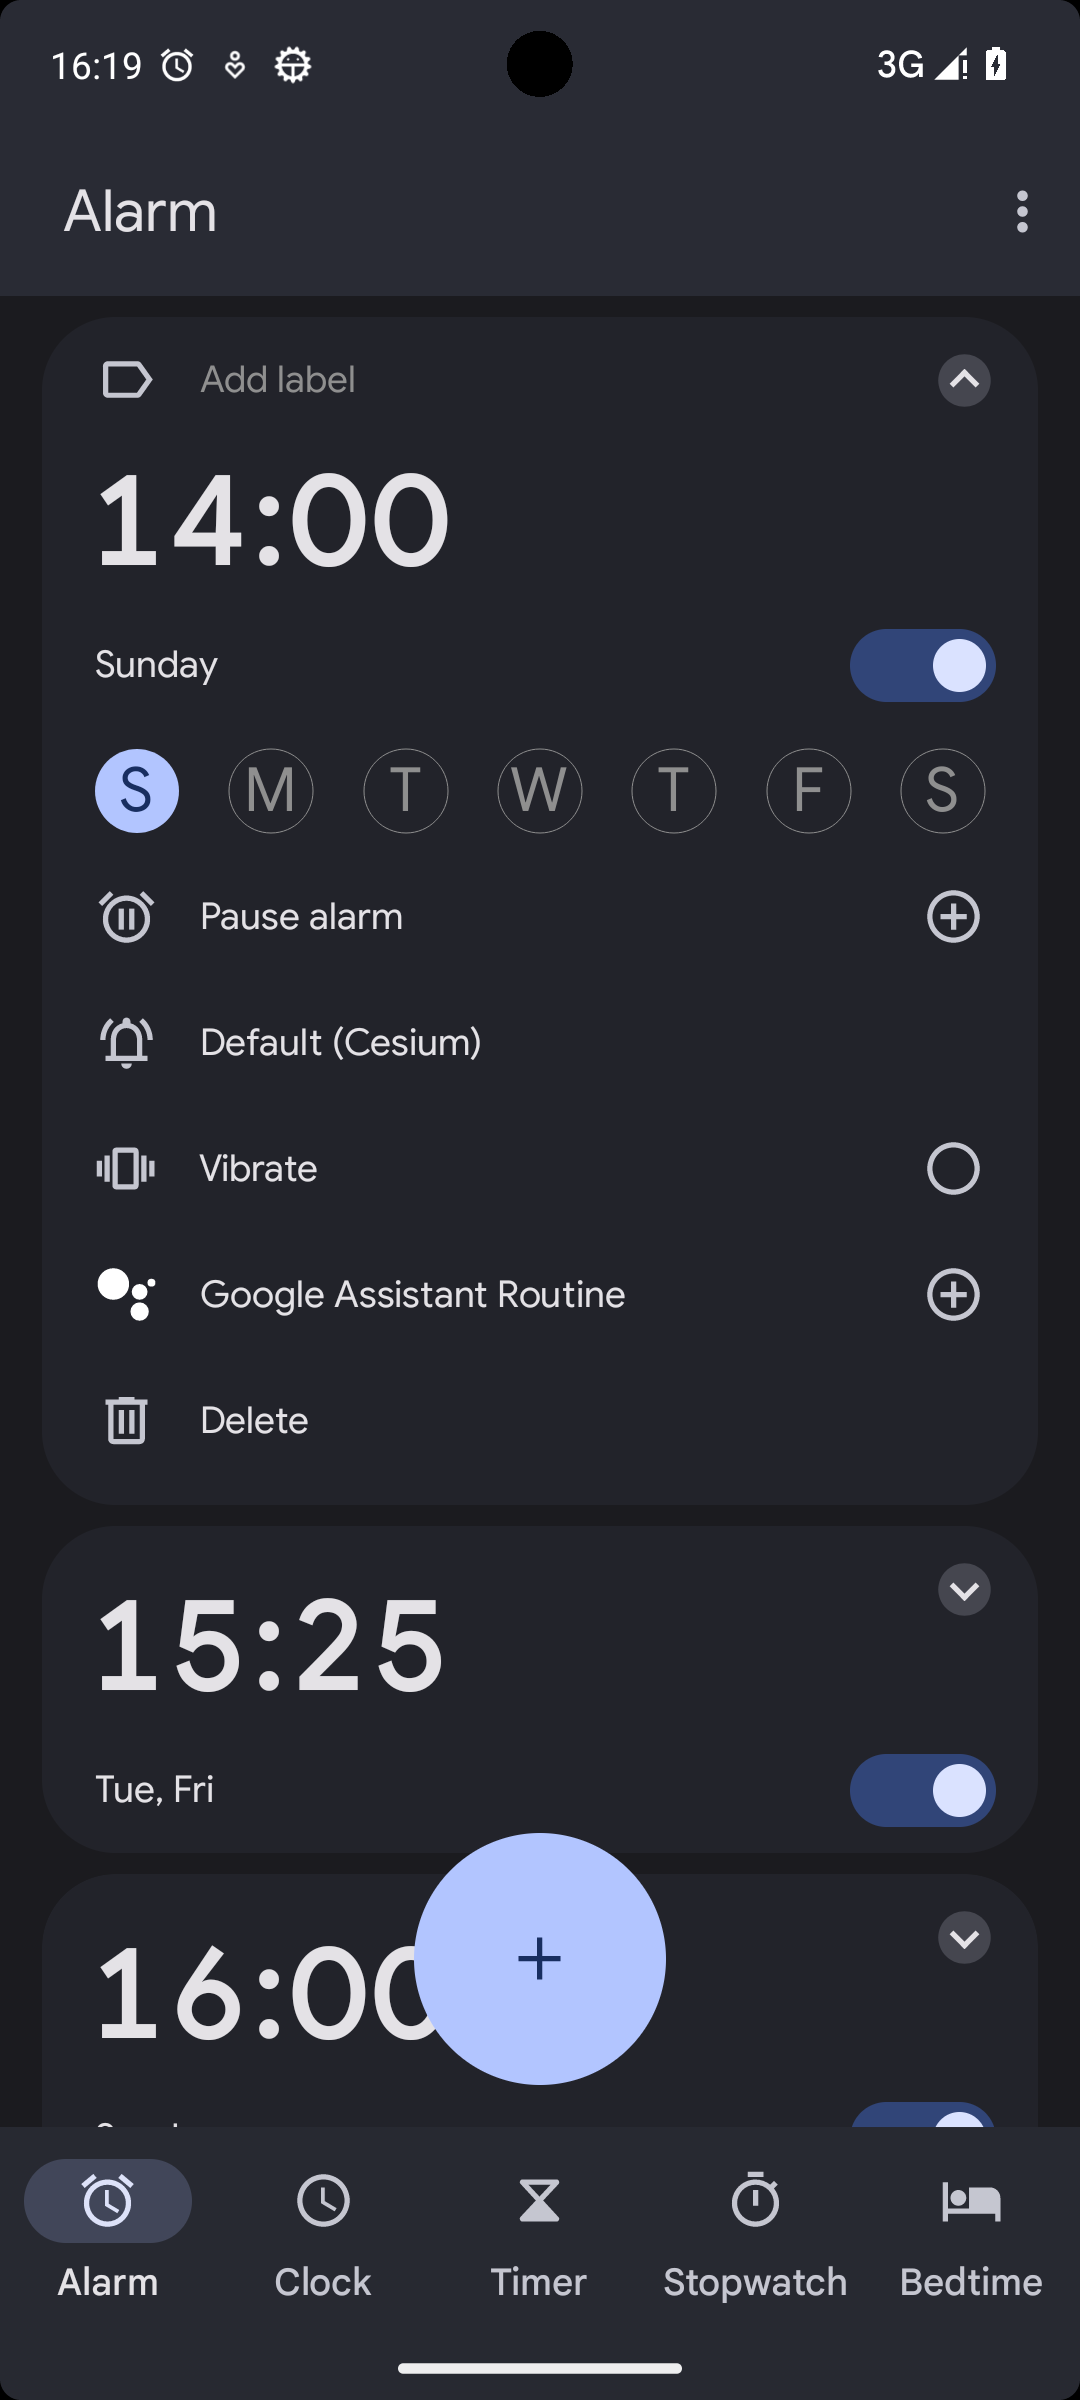 16:19
3G
Alarm
Add label
14:00
Sunday
S M T W T F S
Pause alarm
Default (Cesium)
Vibrate
Google Assistant Routine
Delete
15:25
Tue, Fri
16:00
Alarm Clock Timer Stopwatch Bedtime